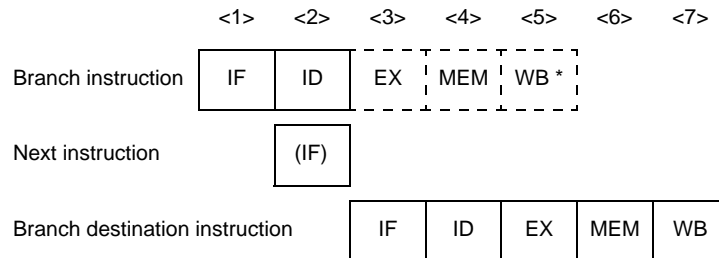 <1> <2> <3> <4> <5> <6> <7>
Branch instruction IF ID EX MEM WB *
Next instruction (IF)
Branch destination instruction IF ID EX MEM WB